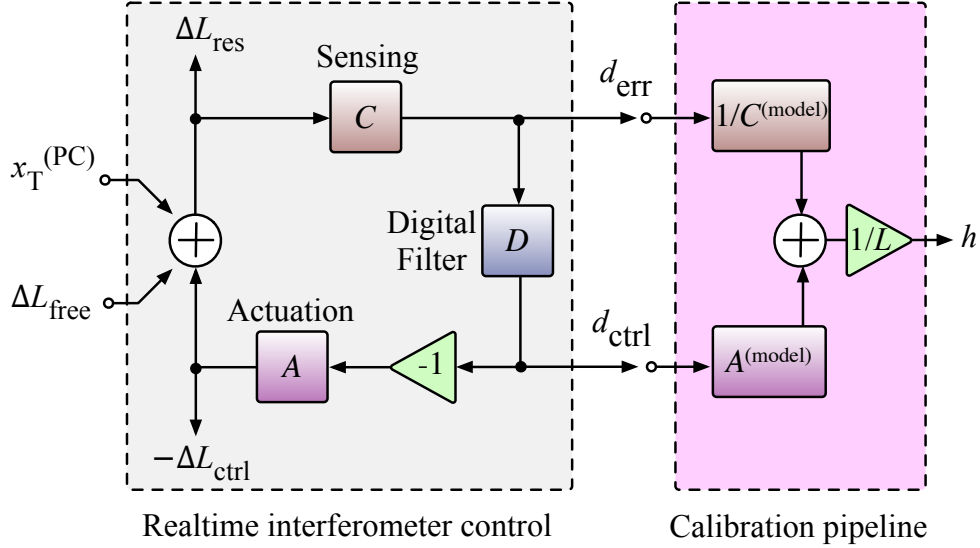 ΔL_res
Sensing
C
d_err
1/C^(model)
x_T^(PC)
Digital
Filter
D
1/L
h
ΔL_free
Actuation
A
-1
d_ctrl
A^(model)
−ΔL_ctrl
Realtime interferometer control
Calibration pipeline